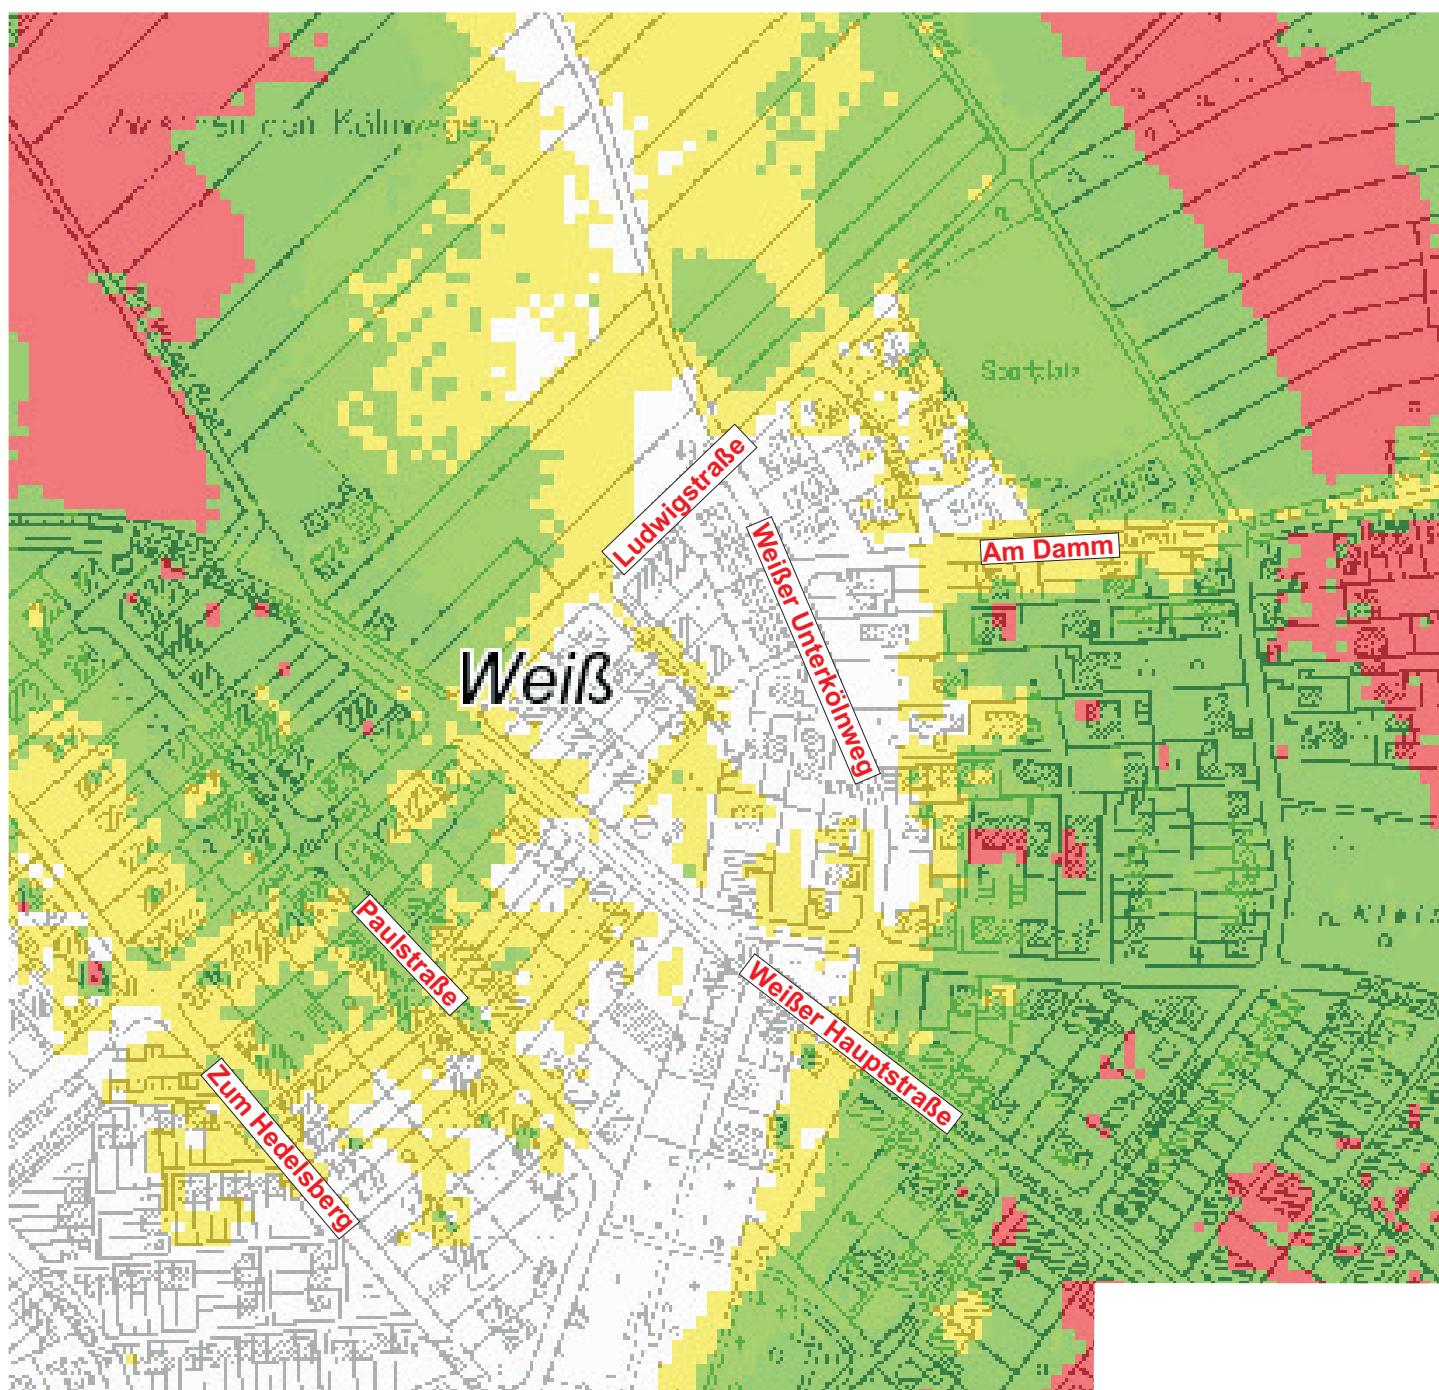 Ludwigstraße
Weißer Unterkölnweg
Am Damm
Weiß
Paulstraße
Weißer Hauptstraße
Zum Hedelsberg